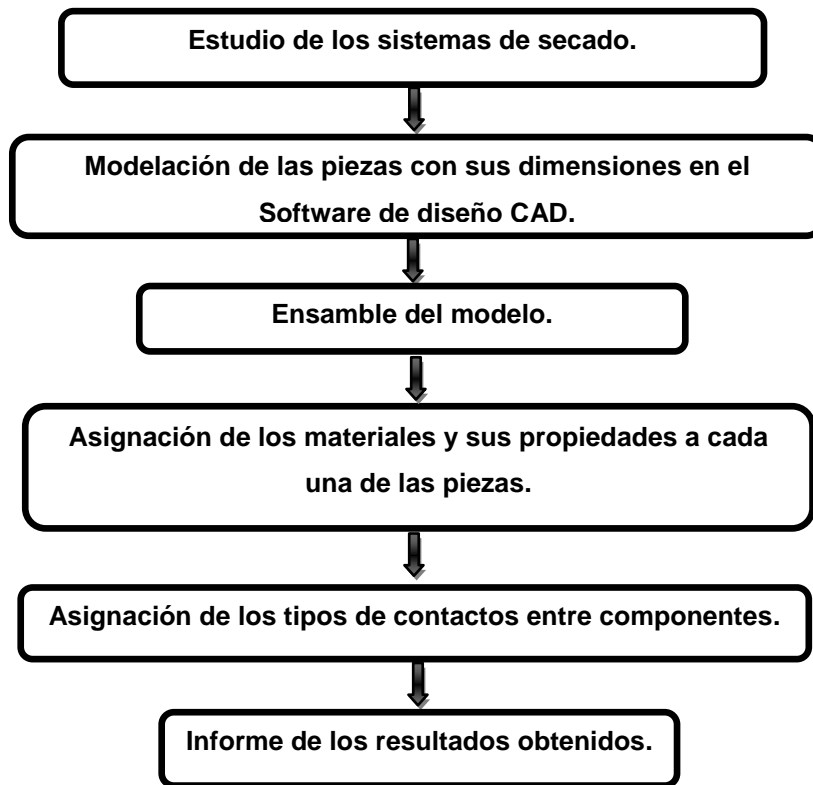 Estudio de los sistemas de secado.
Modelación de las piezas con sus dimensiones en el
Software de diseño CAD.
Ensamble del modelo.
Asignación de los materiales y sus propiedades a cada
una de las piezas.
Asignación de los tipos de contactos entre componentes.
Informe de los resultados obtenidos.